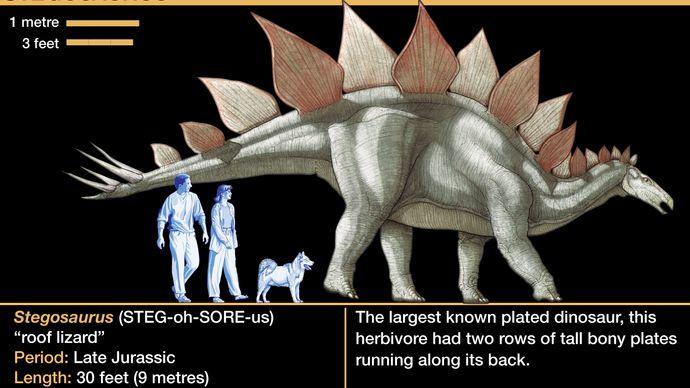 1 metre
3 feet
Stegosaurus (STEG-oh-SORE-us)
“roof lizard”
Period: Late Jurassic
Length: 30 feet (9 metres)
The largest known plated dinosaur, this
herbivore had two rows of tall bony plates
running along its back.